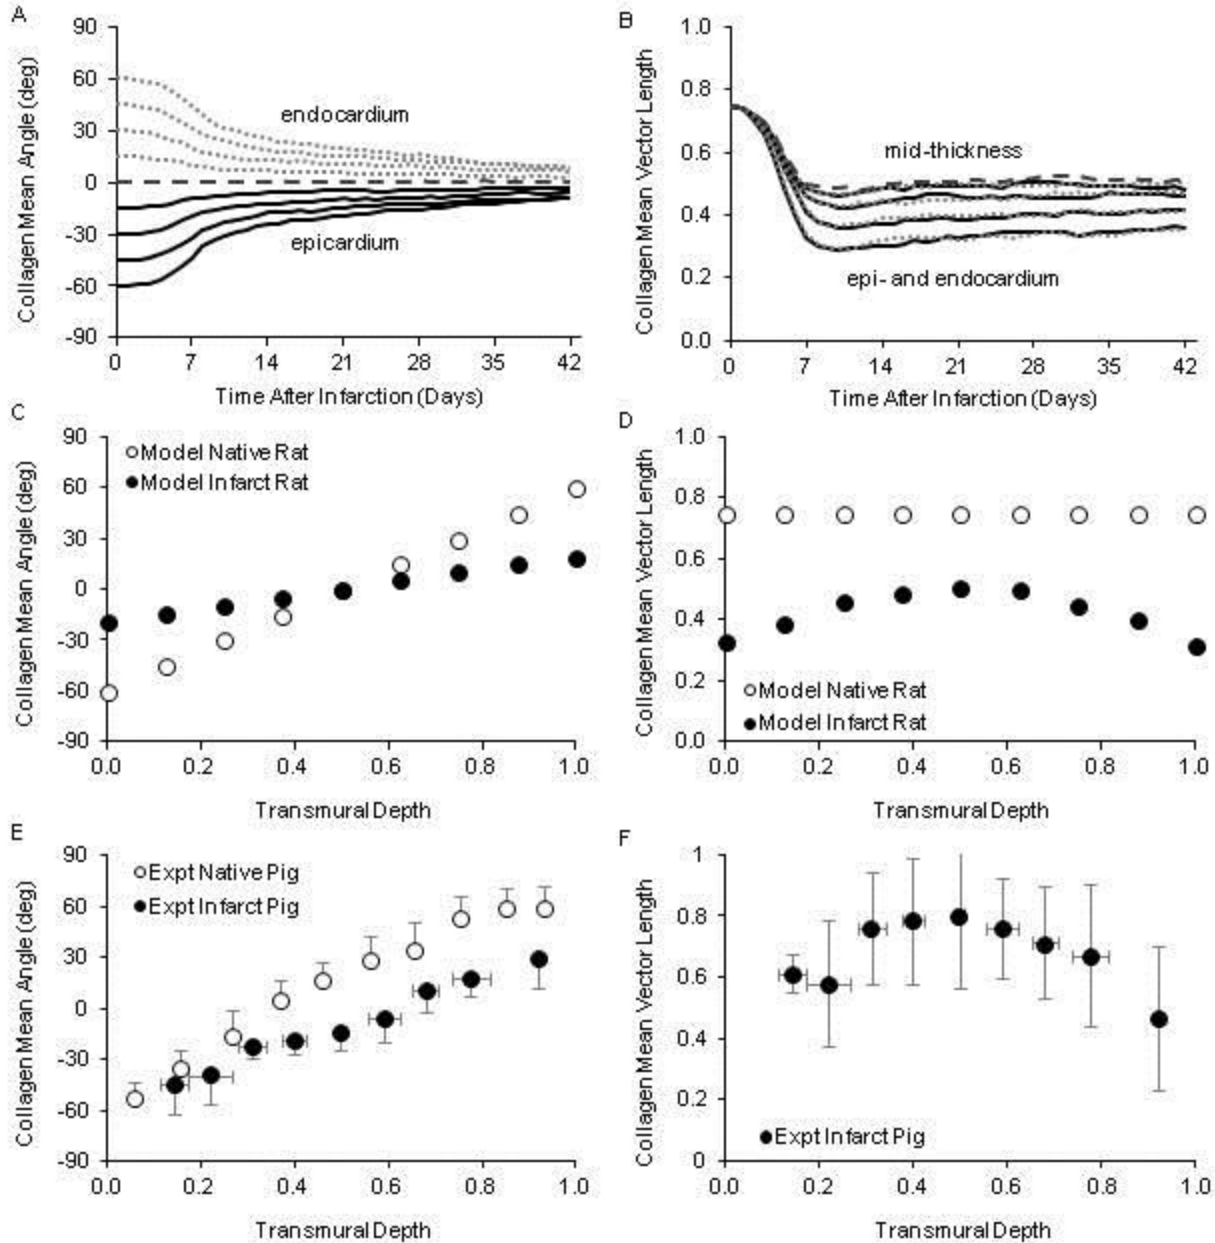 A
Collagen Mean Angle (deg)
90
60
30
0
-30
-60
-90
endocardium
epicardium
0 7 14 21 28 35 42
Time After Infarction (Days)
B
Collagen Mean Vector Length
1.0
0.8
0.6
0.4
0.2
0.0
mid-thickness
epi- and endocardium
0 7 14 21 28 35 42
Time After Infarction (Days)
C
Collagen Mean Angle (deg)
90
60
30
0
-30
-60
-90
Model Native Rat
Model Infarct Rat
0.0 0.2 0.4 0.6 0.8 1.0
Transmural Depth
D
Collagen Mean Vector Length
1.0
0.8
0.6
0.4
0.2
0.0
Model Native Rat
Model Infarct Rat
0.0 0.2 0.4 0.6 0.8 1.0
Transmural Depth
E
Collagen Mean Angle (deg)
90
60
30
0
-30
-60
-90
Expt Native Pig
Expt Infarct Pig
0.0 0.2 0.4 0.6 0.8 1.0
Transmural Depth
F
Collagen Mean Vector Length
1
0.8
0.6
0.4
0.2
0
Expt Infarct Pig
0.0 0.2 0.4 0.6 0.8 1.0
Transmural Depth